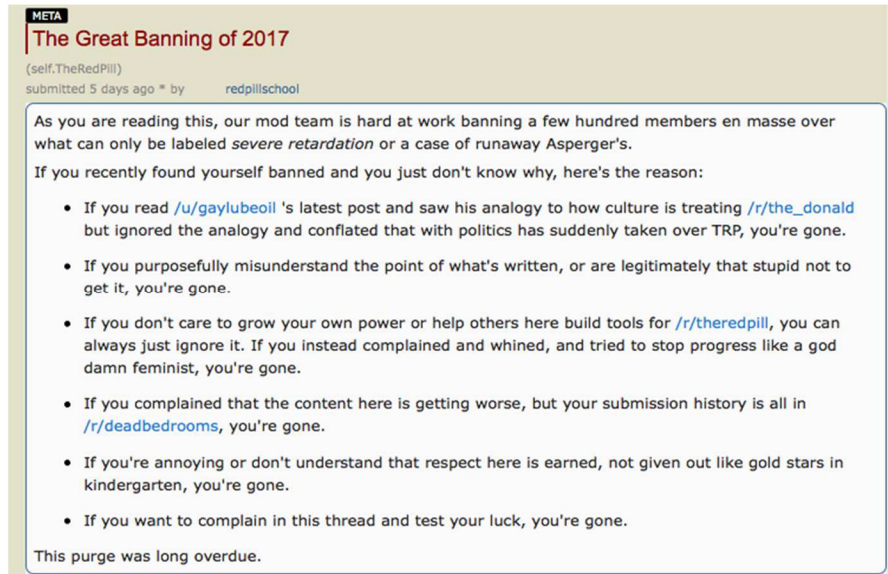 META
The Great Banning of 2017
(self.TheRedPill)
submitted 5 days ago * by redpillschool
As you are reading this, our mod team is hard at work banning a few hundred members en masse over
what can only be labeled severe retardation or a case of runaway Asperger's.
If you recently found yourself banned and you just don't know why, here's the reason:
• If you read /u/gaylubeoil 's latest post and saw his analogy to how culture is treating /r/the_donald
but ignored the analogy and conflated that with politics has suddenly taken over TRP, you're gone.
• If you purposefully misunderstand the point of what's written, or are legitimately that stupid not to
get it, you're gone.
• If you don't care to grow your own power or help others here build tools for /r/theredpill, you can
always just ignore it. If you instead complained and whined, and tried to stop progress like a god
damn feminist, you're gone.
• If you complained that the content here is getting worse, but your submission history is all in
/r/deadbedrooms, you're gone.
• If you're annoying or don't understand that respect here is earned, not given out like gold stars in
kindergarten, you're gone.
• If you want to complain in this thread and test your luck, you're gone.
This purge was long overdue.